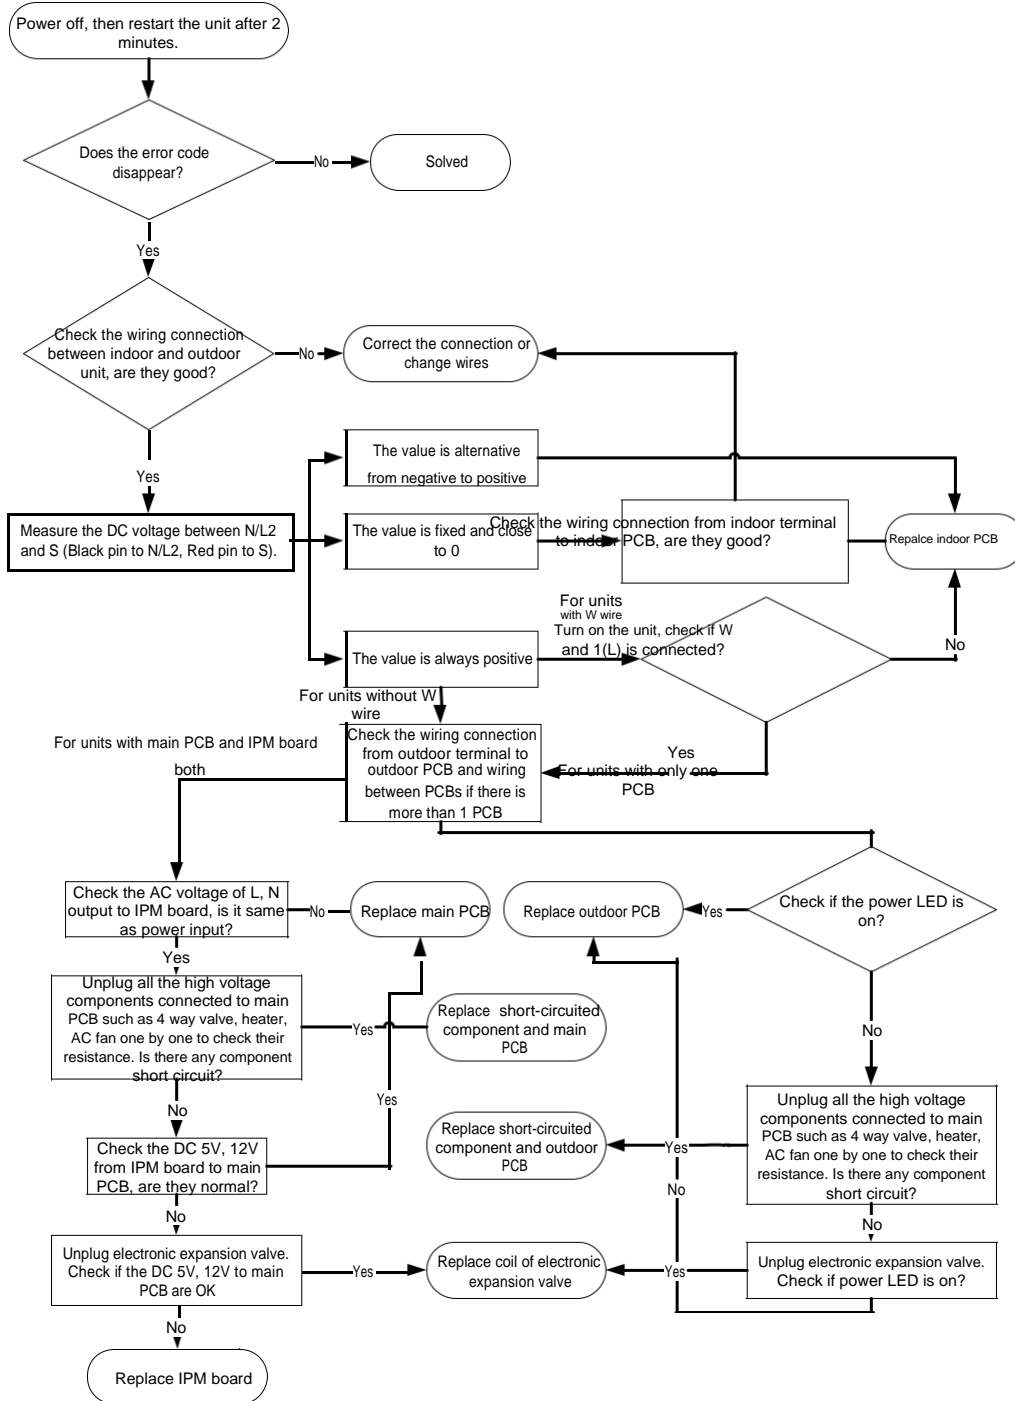 Power off, then restart the unit after 2
minutes.
Does the error code
disappear?
No
Solved
Yes
Check the wiring connection
between indoor and outdoor
unit, are they good?
No
Correct the connection or
change wires
Yes
The value is alternative
from negative to positive
Measure the DC voltage between N/L2
and S (Black pin to N/L2, Red pin to S).
The value is fixed and close
to 0
Check the wiring connection from indoor terminal
to indoor PCB, are they good?
Repalce indoor PCB
For units
with W wire
Turn on the unit, check if W
and 1(L) is connected?
No
The value is always positive
For units without W
wire
Check the wiring connection
from outdoor terminal to
outdoor PCB and wiring
between PCBs if there is
more than 1 PCB
Yes
For units with only one
PCB
For units with main PCB and IPM board
both
Check the AC voltage of L, N
output to IPM board, is it same
as power input?
No
Replace main PCB
Replace outdoor PCB
Yes
Check if the power LED is
on?
Yes
Unplug all the high voltage
components connected to main
PCB such as 4 way valve, heater,
AC fan one by one to check their
resistance. Is there any component
short circuit?
Yes
Replace short-circuited
component and main
PCB
No
No
Yes
Check the DC 5V, 12V
from IPM board to main
PCB, are they normal?
Replace short-circuited
component and outdoor
PCB
Yes
Unplug all the high voltage
components connected to main
PCB such as 4 way valve, heater,
AC fan one by one to check their
resistance. Is there any component
short circuit?
No
No
No
Unplug electronic expansion valve.
Check if the DC 5V, 12V to main
PCB are OK
Yes
Replace coil of electronic
expansion valve
Yes
Unplug electronic expansion valve.
Check if power LED is on?
No
Replace IPM board